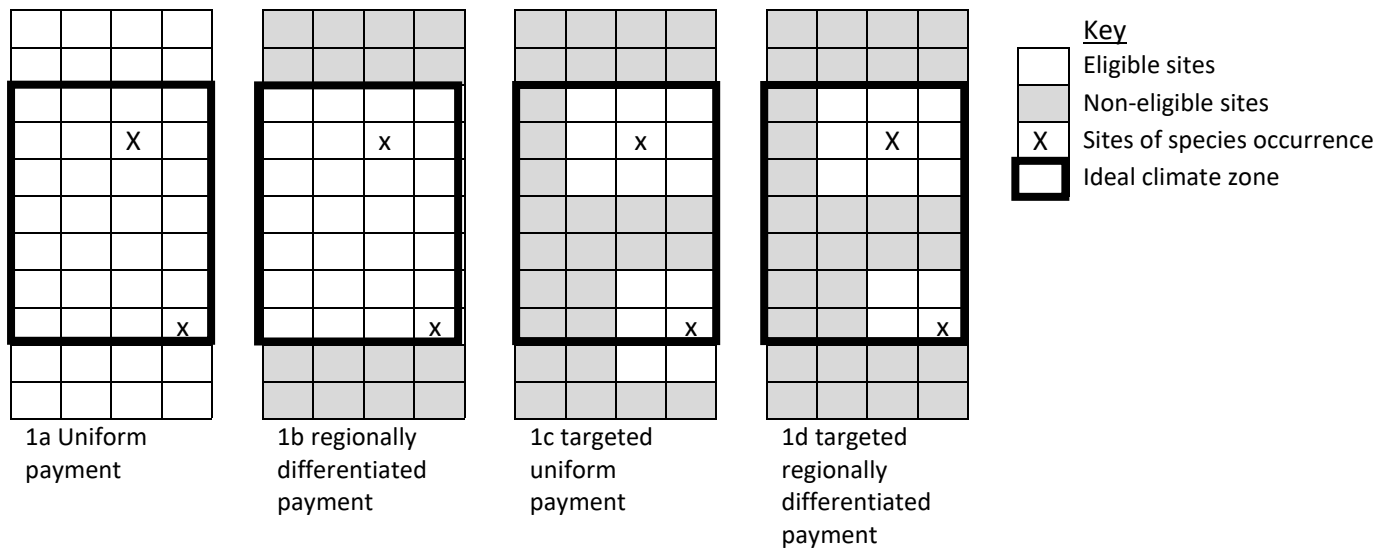 X
x
x
x
x
x
X
x
1a Uniform
payment
1b regionally
differentiated
payment
1c targeted
uniform
payment
1d targeted
regionally
differentiated
payment
Key
Eligible sites
Non-eligible sites
X Sites of species occurrence
Ideal climate zone